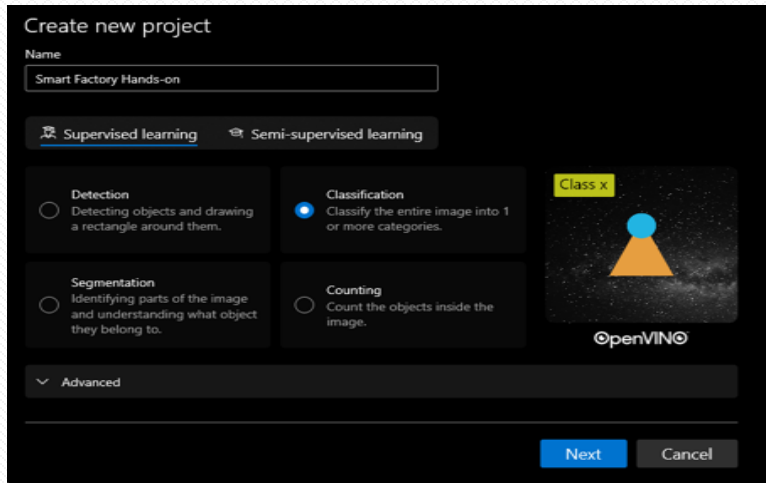 Create new project
Name
Smart Factory Hands-on
Supervised learning
Semi-supervised learning
Detection
Detecting objects and drawing
a rectangle around them.
Classification
Classify the entire image into 1
or more categories.
Segmentation
Identifying parts of the image
and understanding what object
they belong to.
Counting
Count the objects inside the
image.
Class x
OpenVINO
Advanced
Next
Cancel